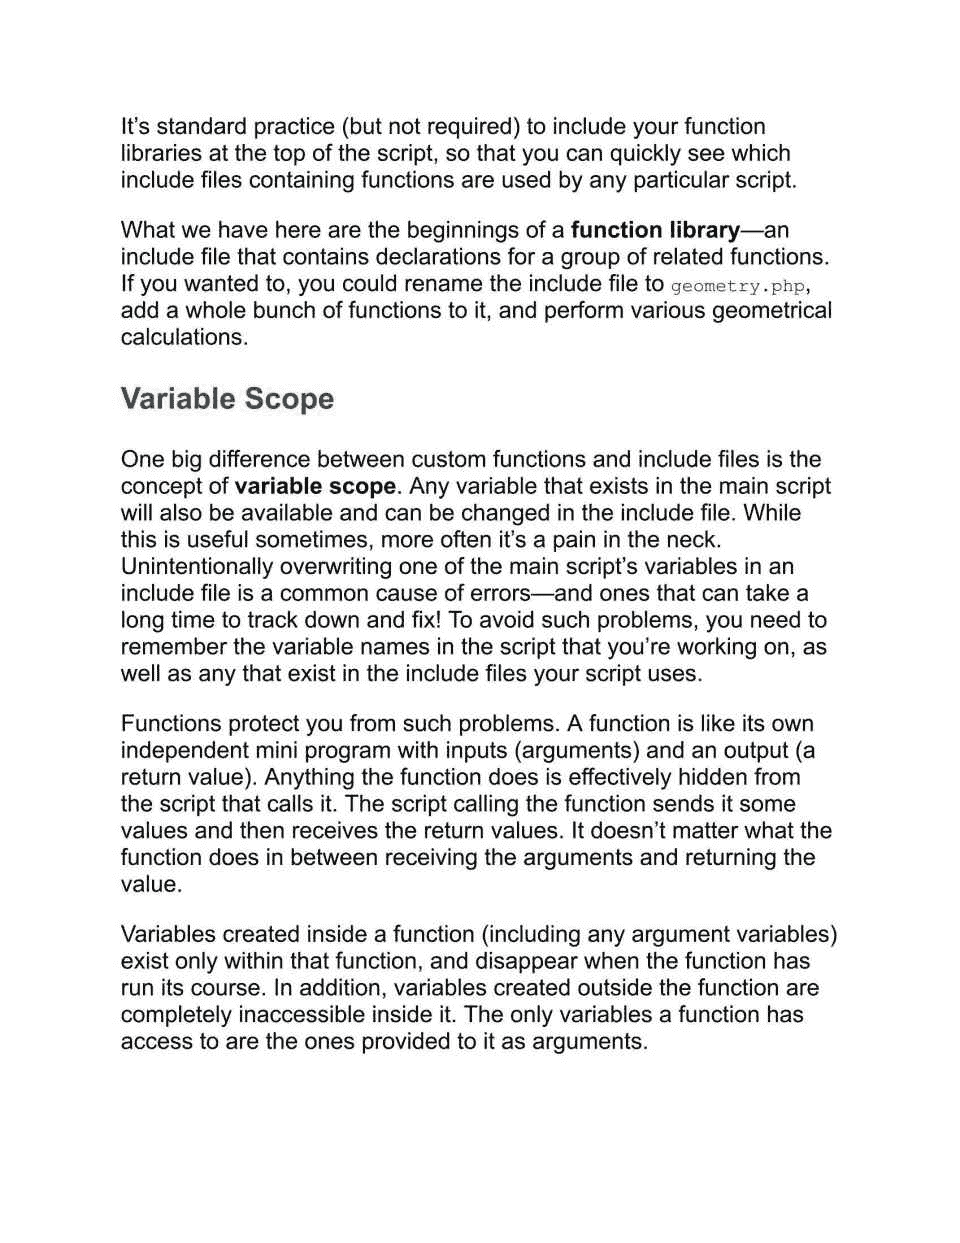 It’s standard practice (but not required) to include your function
libraries at the top of the script, so that you can quickly see which
include files containing functions are used by any particular script.
What we have here are the beginnings of a function library—an
include file that contains declarations for a group of related functions.
If you wanted to, you could rename the include file to geometry.php,
add a whole bunch of functions to it, and perform various geometrical
calculations.
Variable Scope
One big difference between custom functions and include files is the
concept of variable scope. Any variable that exists in the main script
will also be available and can be changed in the include file. While
this is useful sometimes, more often it’s a pain in the neck.
Unintentionally overwriting one of the main script’s variables in an
include file is a common cause of errors—and ones that can take a
long time to track down and fix! To avoid such problems, you need to
remember the variable names in the script that you’re working on, as
well as any that exist in the include files your script uses.
Functions protect you from such problems. A function is like its own
independent mini program with inputs (arguments) and an output (a
return value). Anything the function does is effectively hidden from
the script that calls it. The script calling the function sends it some
values and then receives the return values. It doesn’t matter what the
function does in between receiving the arguments and returning the
value.
Variables created inside a function (including any argument variables)
exist only within that function, and disappear when the function has
run its course. In addition, variables created outside the function are
completely inaccessible inside it. The only variables a function has
access to are the ones provided to it as arguments.